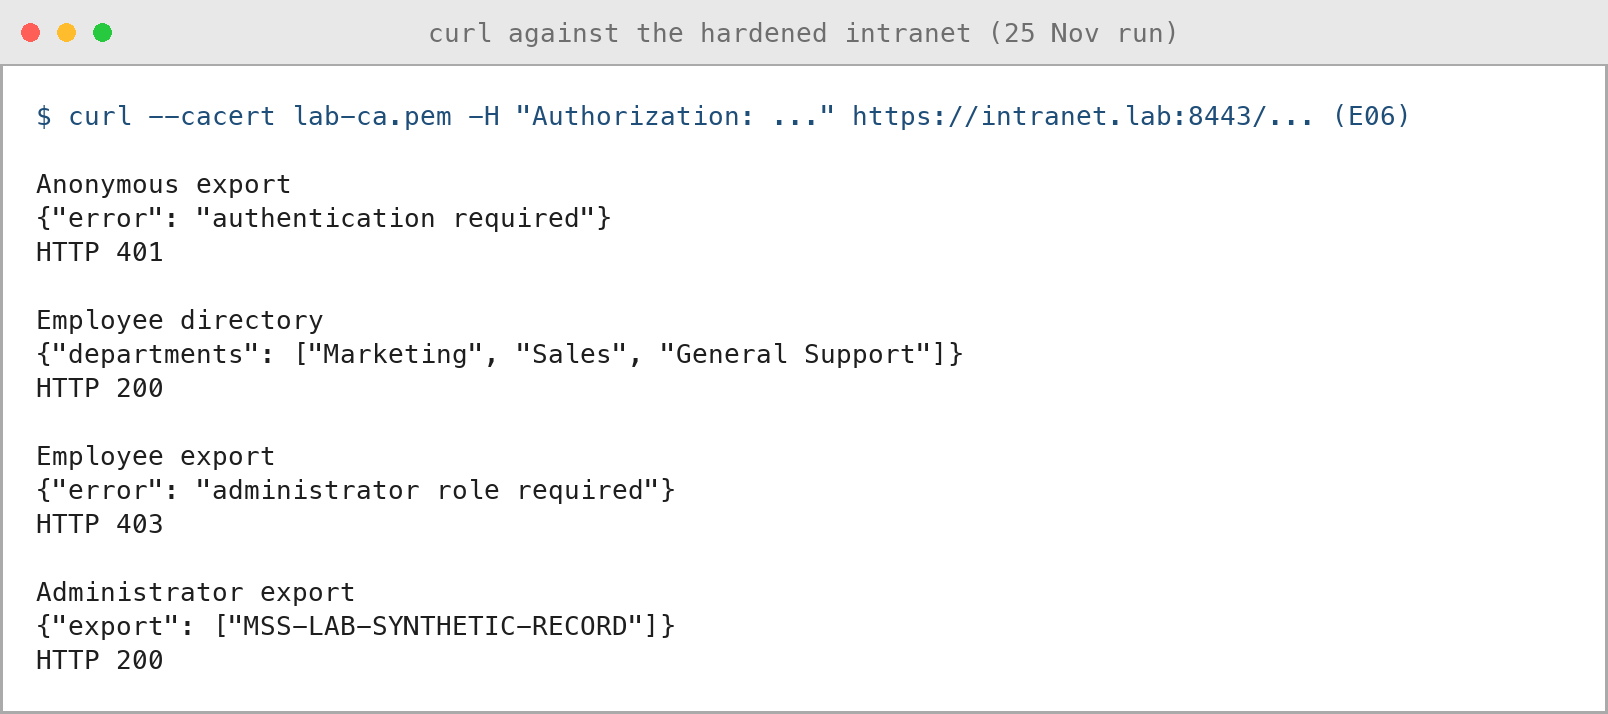 curl against the hardened intranet (25 Nov run)
$ curl --cacert lab-ca.pem -H "Authorization: ..." https://intranet.lab:8443/... (E06)
Anonymous export
{"error": "authentication required"}
HTTP 401
Employee directory
{"departments": ["Marketing", "Sales", "General Support"]}
HTTP 200
Employee export
{"error": "administrator role required"}
HTTP 403
Administrator export
{"export": ["MSS-LAB-SYNTHETIC-RECORD"]}
HTTP 200